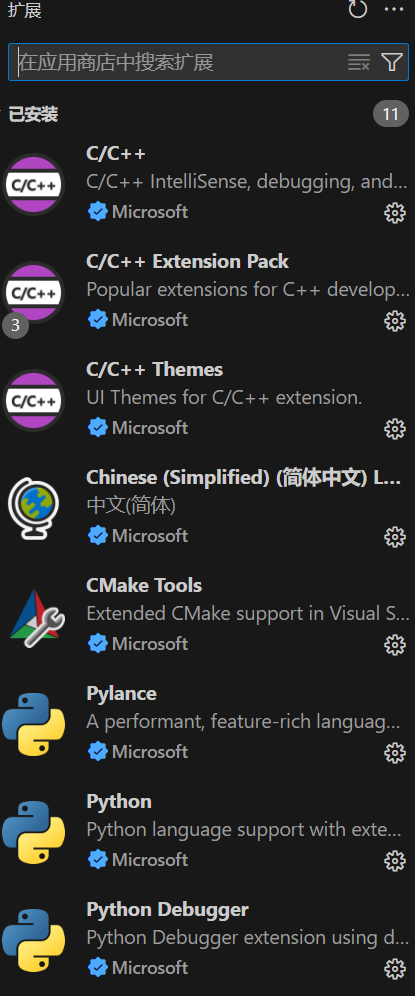 扩展
在应用商店中搜索扩展
已安装
11
C/C++
C/C++
C/C++ IntelliSense, debugging, and...
Microsoft
C/C++ Extension Pack
C/C++
Popular extensions for C++ develop...
3
Microsoft
C/C++ Themes
C/C++
UI Themes for C/C++ extension.
Microsoft
Chinese (Simplified) (简体中文) L...
中文(简体)
Microsoft
CMake Tools
Extended CMake support in Visual S...
Microsoft
Pylance
A performant, feature-rich languag...
Microsoft
Python
Python language support with exte...
Microsoft
Python Debugger
Python Debugger extension using d...
Microsoft